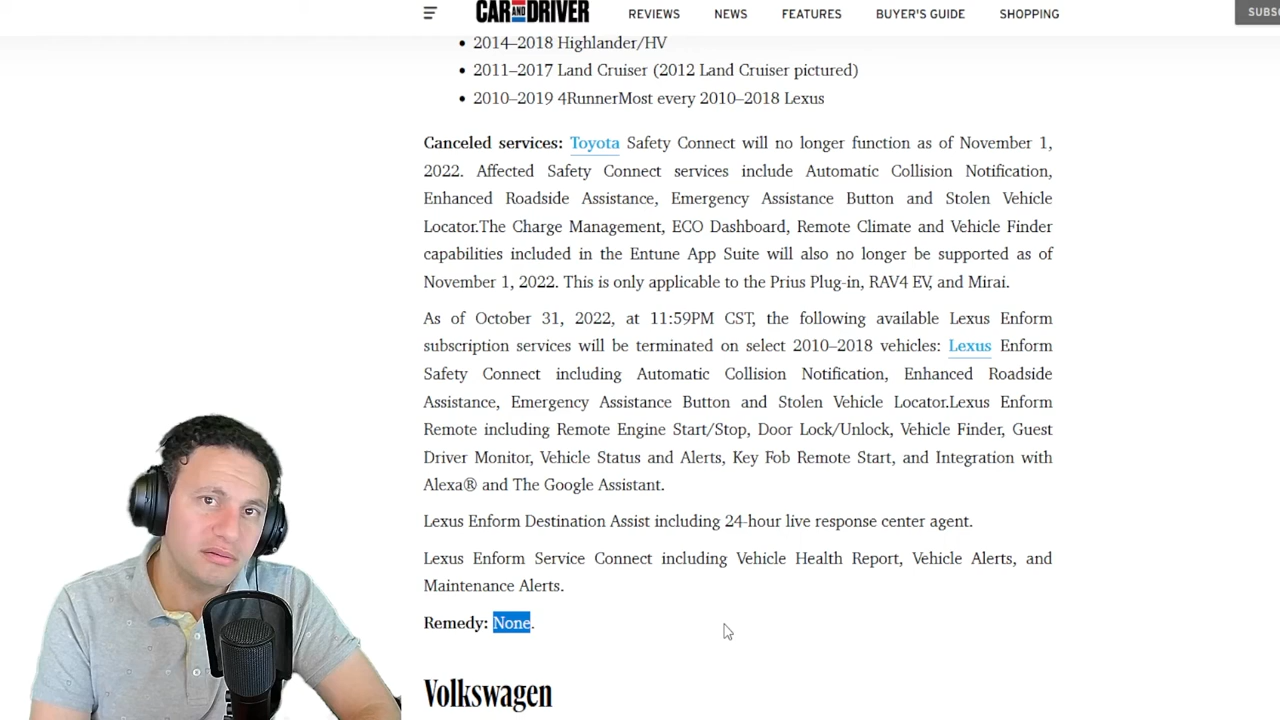 CAR AND DRIVER
REVIEWS NEWS FEATURES BUYER'S GUIDE SHOPPING
• 2014–2018 Highlander/HV
• 2011–2017 Land Cruiser (2012 Land Cruiser pictured)
• 2010–2019 4RunnerMost every 2010–2018 Lexus
Canceled services: Toyota Safety Connect will no longer function as of November 1,
2022. Affected Safety Connect services include Automatic Collision Notification,
Enhanced Roadside Assistance, Emergency Assistance Button and Stolen Vehicle
Locator.The Charge Management, ECO Dashboard, Remote Climate and Vehicle Finder
capabilities included in the Entune App Suite will also no longer be supported as of
November 1, 2022. This is only applicable to the Prius Plug-in, RAV4 EV, and Mirai.
As of October 31, 2022, at 11:59PM CST, the following available Lexus Enform
subscription services will be terminated on select 2010–2018 vehicles: Lexus Enform
Safety Connect including Automatic Collision Notification, Enhanced Roadside
Assistance, Emergency Assistance Button and Stolen Vehicle Locator.Lexus Enform
Remote including Remote Engine Start/Stop, Door Lock/Unlock, Vehicle Finder, Guest
Driver Monitor, Vehicle Status and Alerts, Key Fob Remote Start, and Integration with
Alexa® and The Google Assistant.
Lexus Enform Destination Assist including 24-hour live response center agent.
Lexus Enform Service Connect including Vehicle Health Report, Vehicle Alerts, and
Maintenance Alerts.
Remedy: None.
Volkswagen